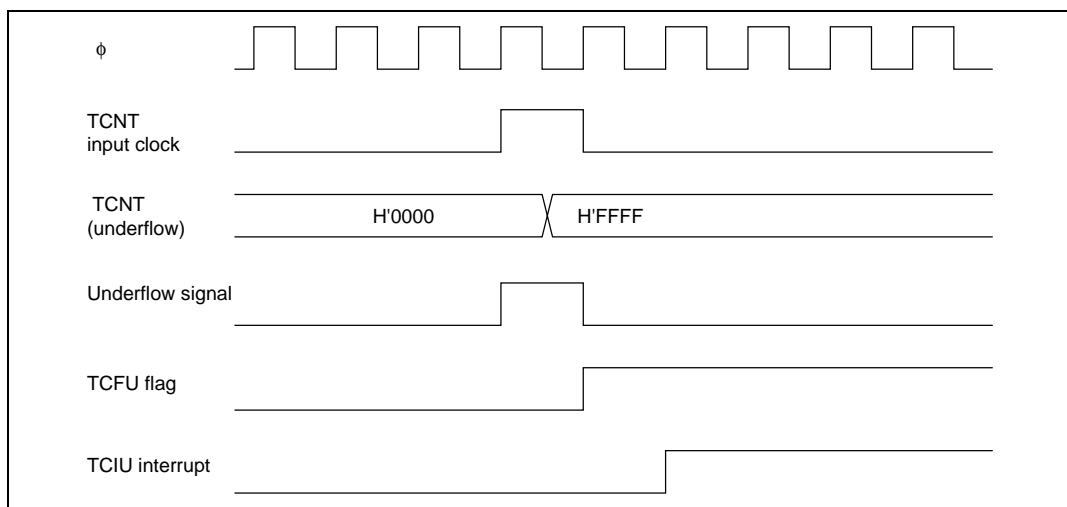 ϕ
TCNT
input clock
TCNT
(underflow)
H'0000
H'FFFF
Underflow signal
TCFU flag
TCIU interrupt